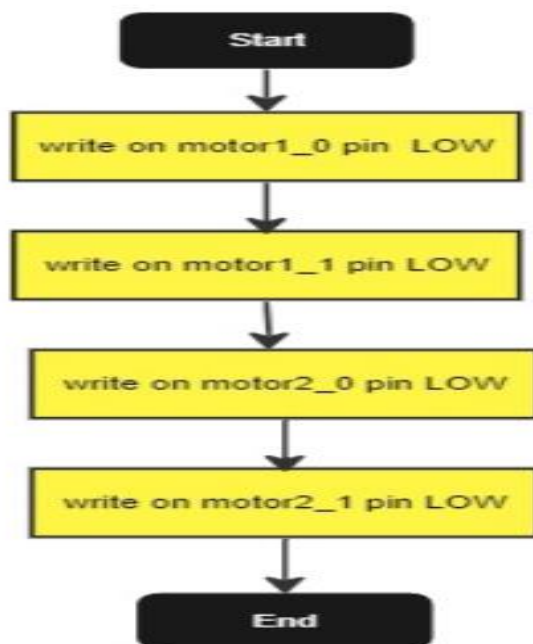 Start
write on motor1_0 pin LOW
write on motor1_1 pin LOW
write on motor2_0 pin LOW
write on motor2_1 pin LOW
End